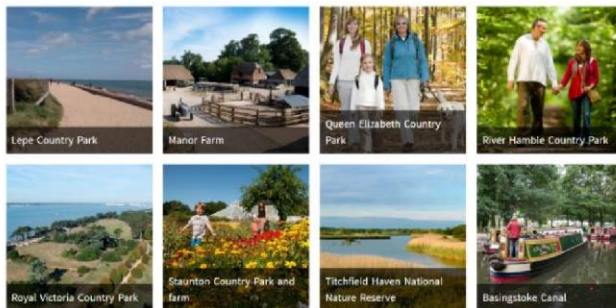 Lepe Country Park
Manor Farm
Queen Elizabeth Country
Park
River Hamble Country Park
Royal Victoria Country Park
Staunton Country Park and
farm
Titchfield Haven National
Nature Reserve
Basingstoke Canal